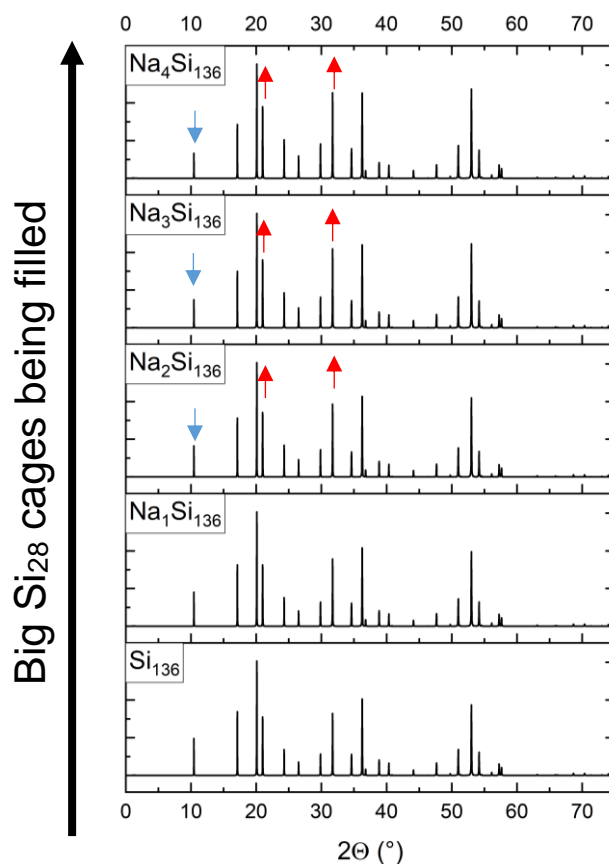 0 10 20 30 40 50 60 70
Big Si₂₈ cages being filled
Na₄Si₁₃₆
Na₃Si₁₃₆
Na₂Si₁₃₆
Na₁Si₁₃₆
Si₁₃₆
0 10 20 30 40 50 60 70
2Θ (°)